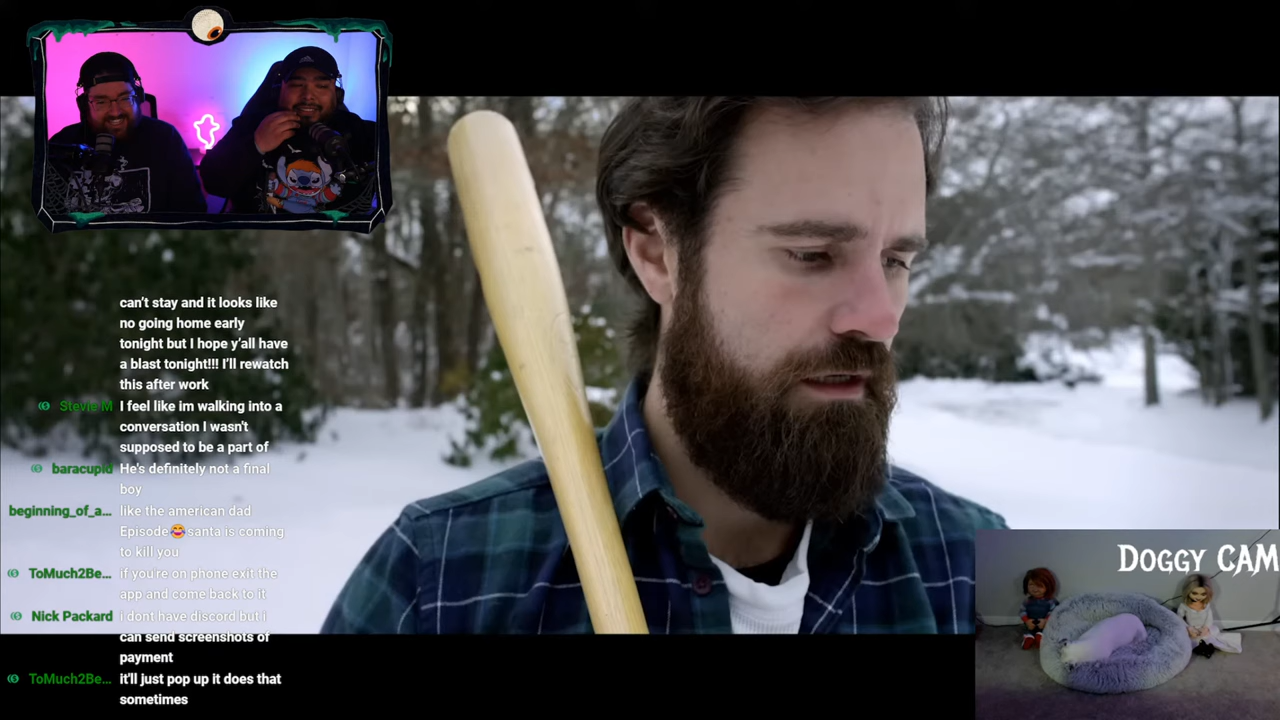 can't stay and it looks like
no going home early
tonight but I hope y'all have
a blast tonight!!! I'll rewatch
this after work
Stevie M I feel like im walking into a
conversation I wasn't
supposed to be a part of
baracupid He's definitely not a final
boy
beginning_of_a... like the american dad
Episode😂santa is coming
to kill you
ToMuch2Be... if you're on phone exit the
app and come back to it
Nick Packard i dont have discord but i
can send screenshots of
payment
ToMuch2Be... it'll just pop up it does that
sometimes
DOGGY CAM